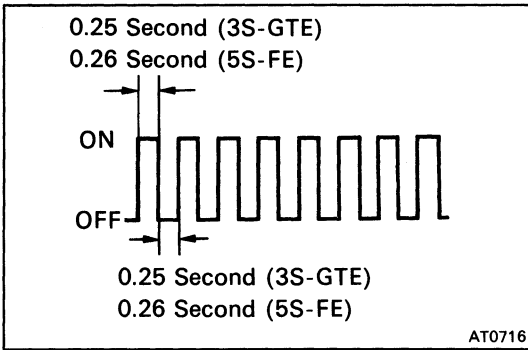 0.25 Second (3S-GTE)
0.26 Second (5S-FE)
ON
OFF
0.25 Second (3S-GTE)
0.26 Second (5S-FE)
AT0716